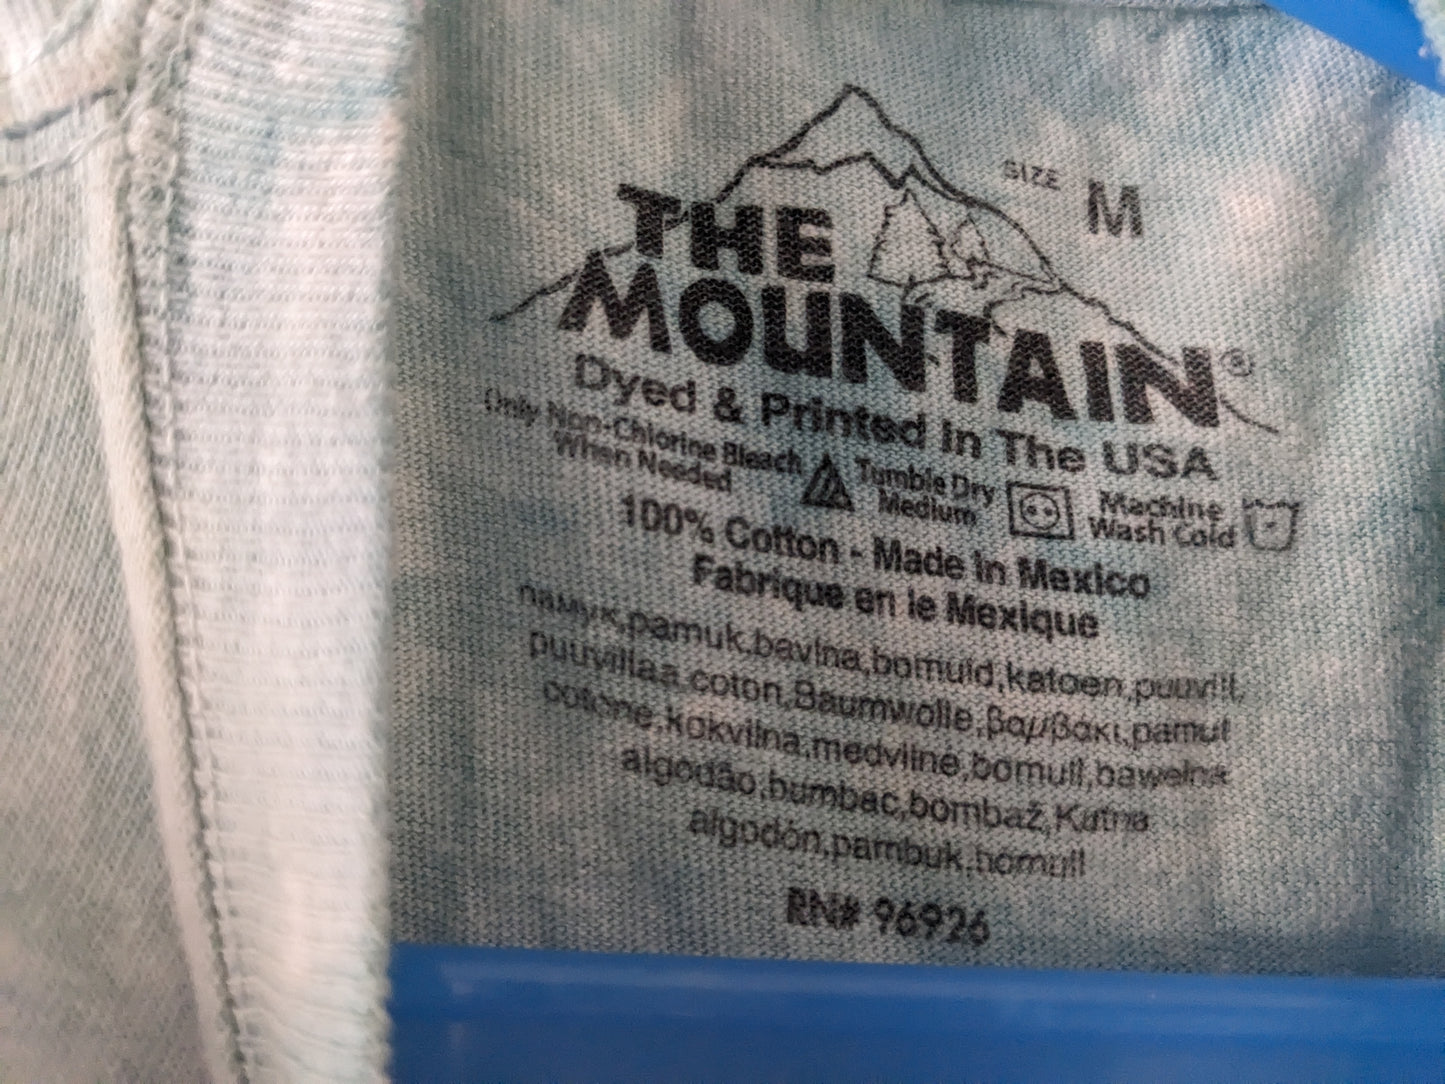 SIZE M
THE
MOUNTAIN®
Dyed & Printed In The USA
Only Non-Chlorine Bleach
When Needed
Tumble Dry
Medium
Machine
Wash Cold
100% Cotton - Made In Mexico
Fabrique en le Mexique
памук,pamuk,bavlna,bomuld,katoen,puuvill,
puuvillaa,coton,Baumwolle,βαμβάκι,pamut
cotone,kokvilna,medvilnė,bomull,bawełna
algodão,bumbac,bombaž,Katna
algodón,pambuk,bomull
RN# 96926